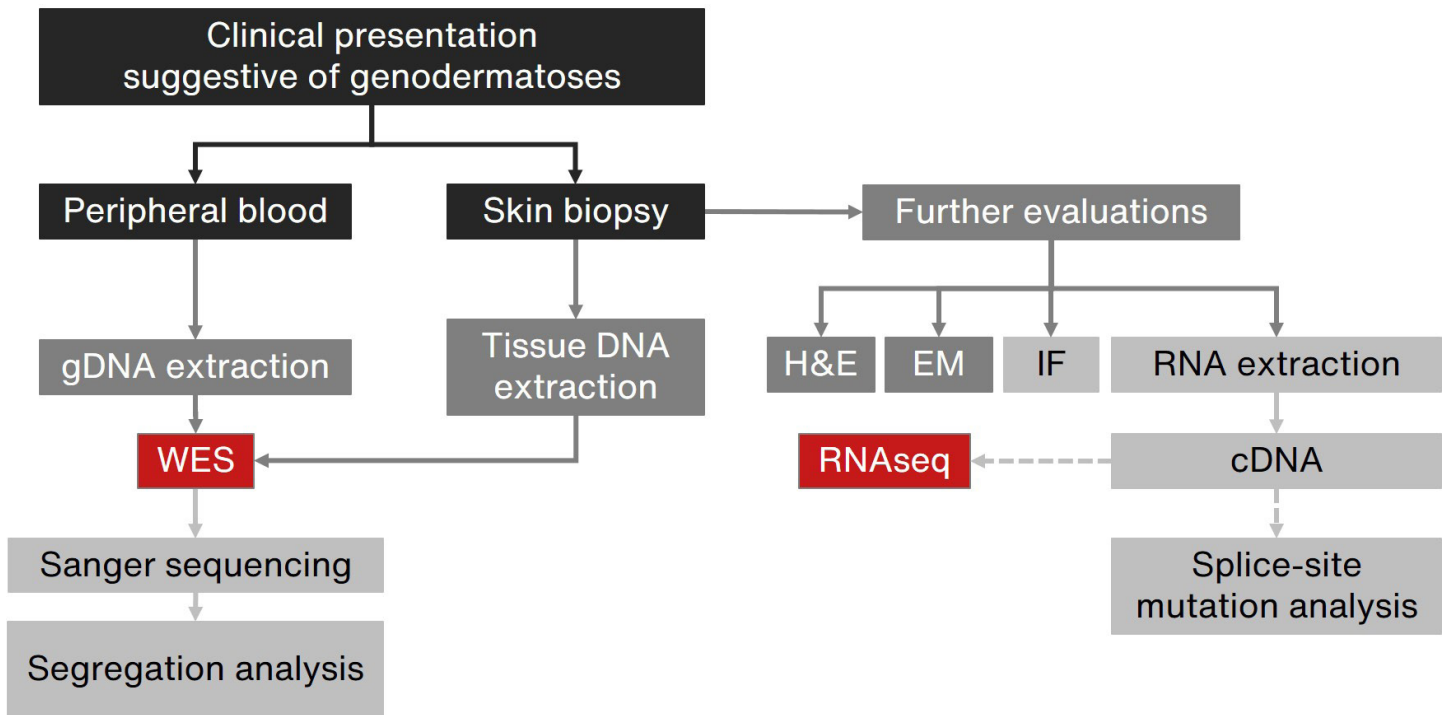 Clinical presentation
suggestive of genodermatoses
Peripheral blood
Skin biopsy
Further evaluations
gDNA extraction
Tissue DNA
extraction
H&E
EM
IF
RNA extraction
WES
RNAseq
cDNA
Sanger sequencing
Splice-site
mutation analysis
Segregation analysis